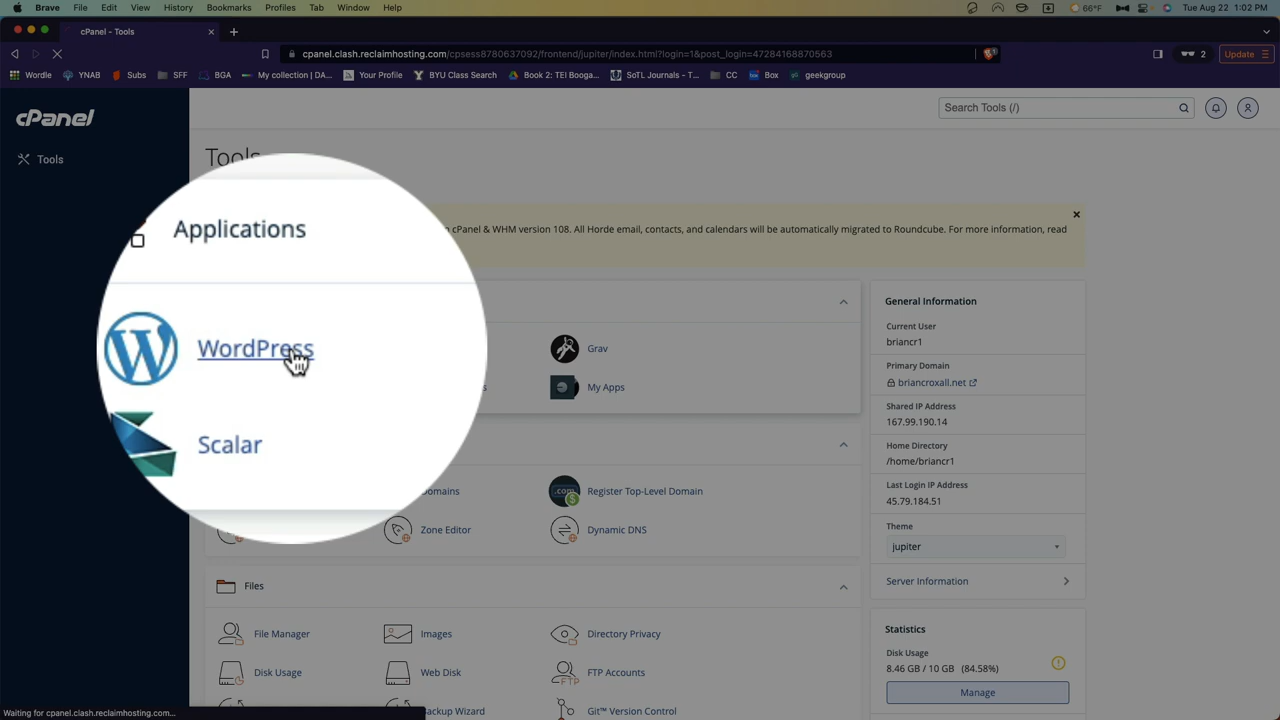 Brave File Edit View History Bookmarks Profiles Tab Window Help
66°F Tue Aug 22 1:02 PM
cPanel - Tools
cpanel.clash.reclaimhosting.com/cpsess8780637092/frontend/jupiter/index.html?login=1&post_login=47284168870563
2 Update
Wordle YNAB Subs SFF BGA My collection | DA... Your Profile BYU Class Search Book 2: TEI Booga... SoTL Journals - T... CC Box geekgroup
cPanel
Search Tools (/)
Tools
Tools
Applications
cPanel & WHM version 108. All Horde email, contacts, and calendars will be automatically migrated to Roundcube. For more information, read
WordPress
Grav
My Apps
Scalar
Domains
Register Top-Level Domain
Zone Editor
Dynamic DNS
Files
File Manager
Images
Directory Privacy
Disk Usage
Web Disk
FTP Accounts
Backup Wizard
Git™ Version Control
General Information
Current User
briancr1
Primary Domain
briancroxall.net
Shared IP Address
167.99.190.14
Home Directory
/home/briancr1
Last Login IP Address
45.79.184.51
Theme
jupiter
Server Information
Statistics
Disk Usage
8.46 GB / 10 GB (84.58%)
Manage
Waiting for cpanel.clash.reclaimhosting.com...